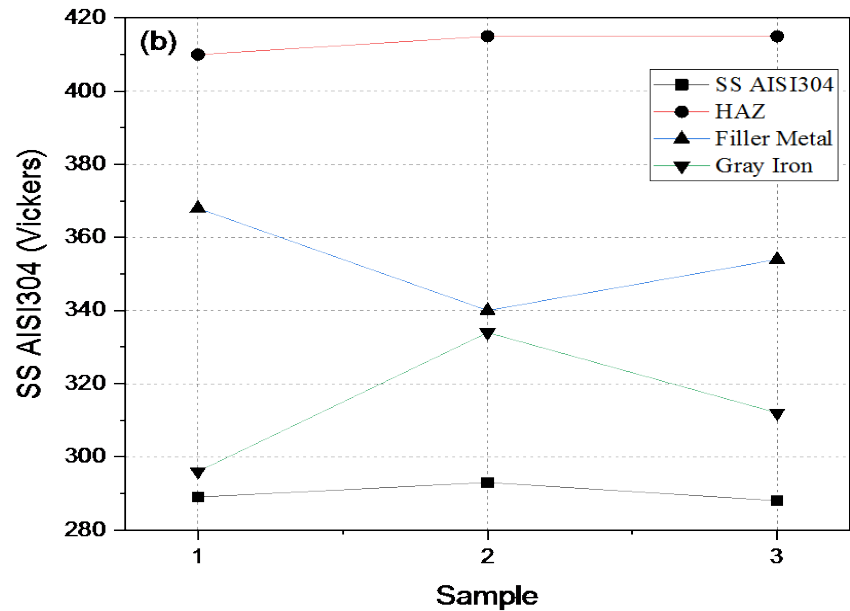 (b)
420
400
380
360
340
320
300
280
SS AISI304 (Vickers)
SS AISI304
HAZ
Filler Metal
Gray Iron
1 2 3
Sample